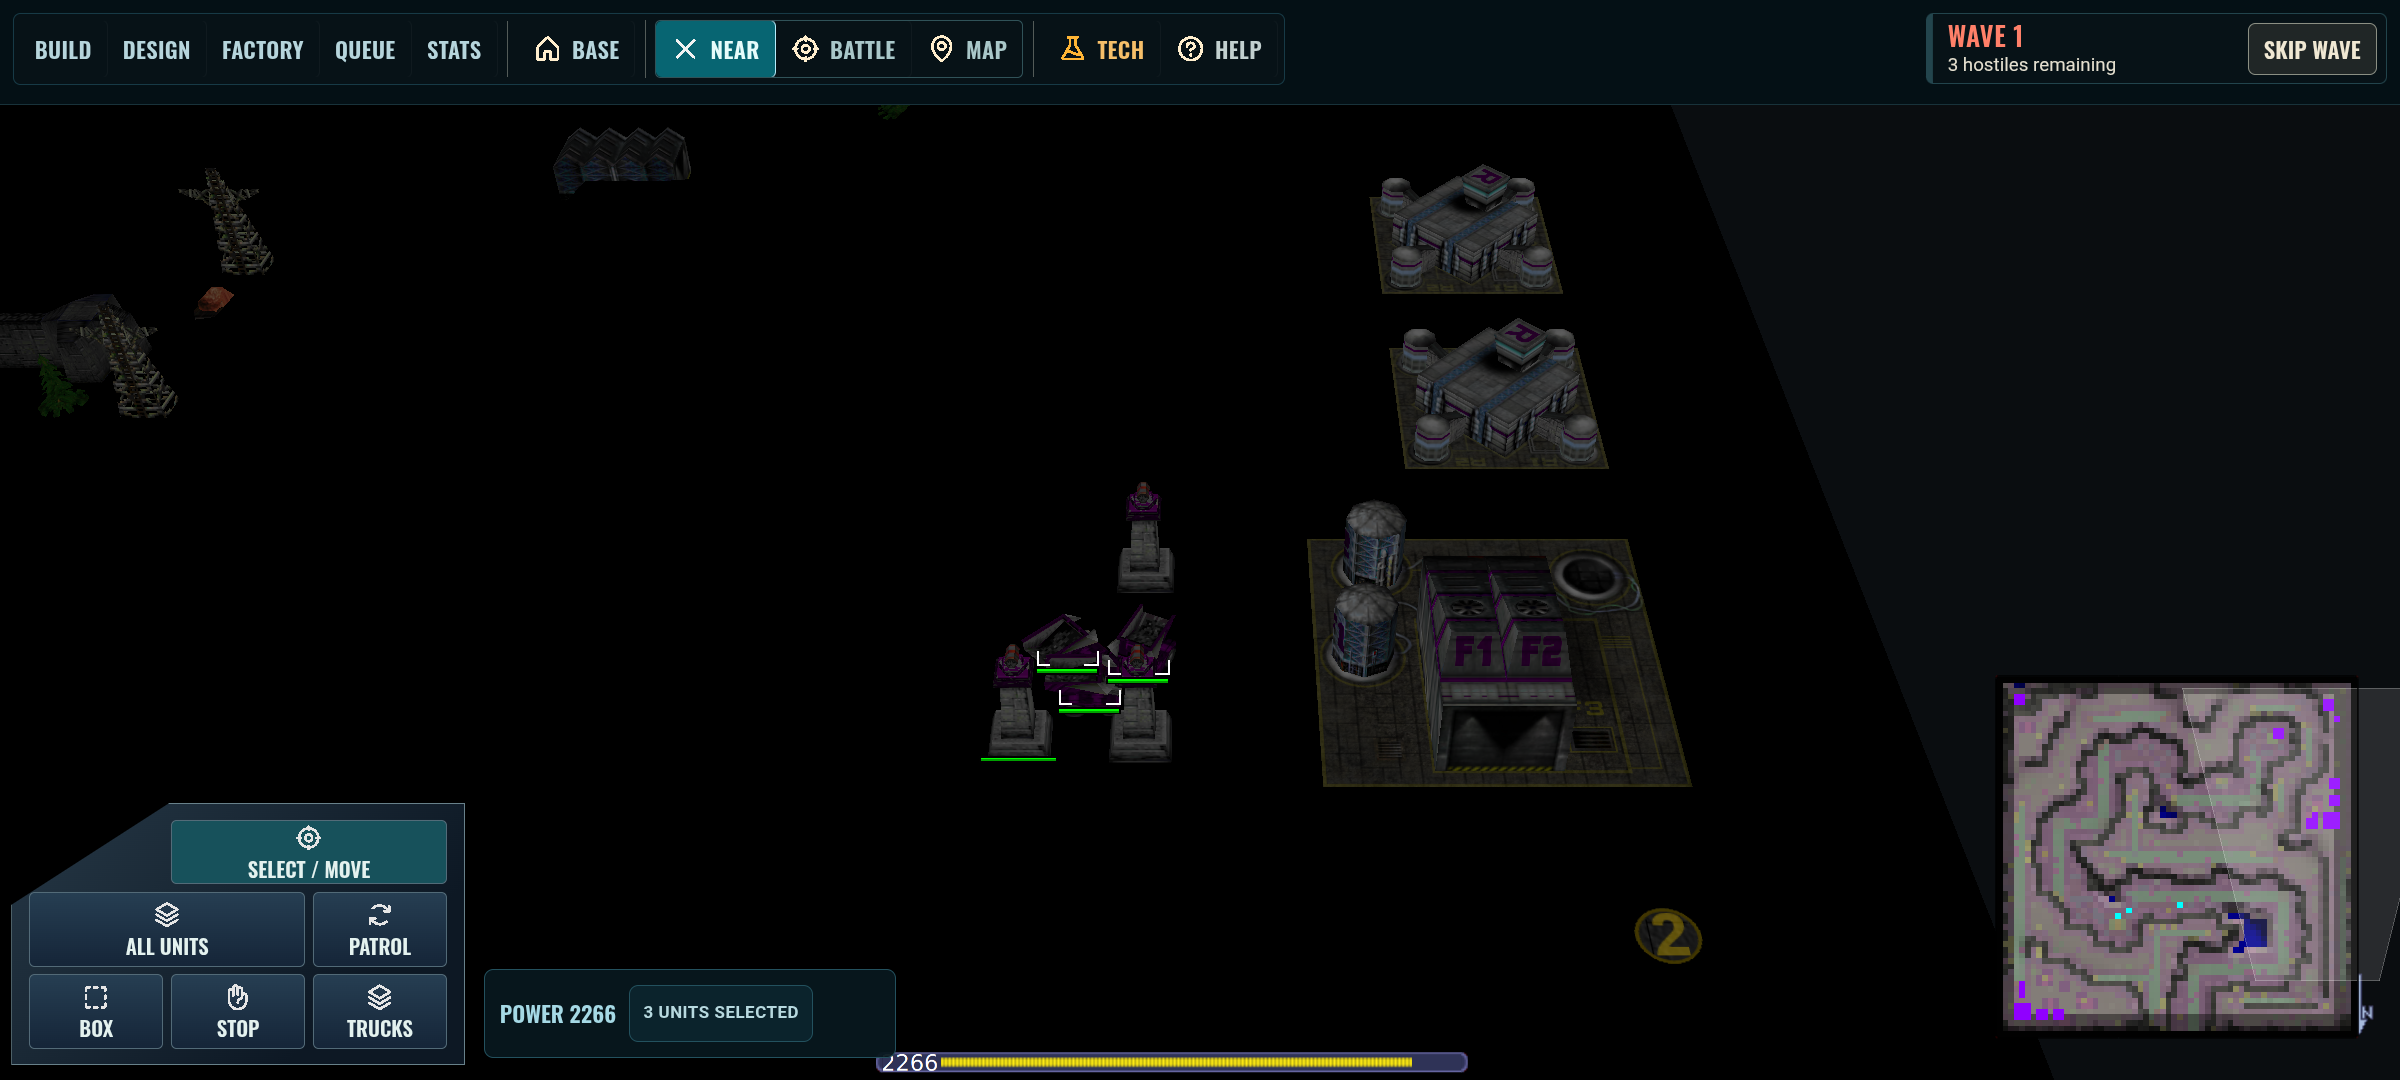 BUILD
DESIGN
FACTORY
QUEUE
STATS
BASE
NEAR
BATTLE
MAP
TECH
HELP
WAVE 1
3 hostiles remaining
SKIP WAVE
R
R
F1 F2
3
2
SELECT / MOVE
ALL UNITS
PATROL
BOX
STOP
TRUCKS
POWER 2266
3 UNITS SELECTED
2266
N